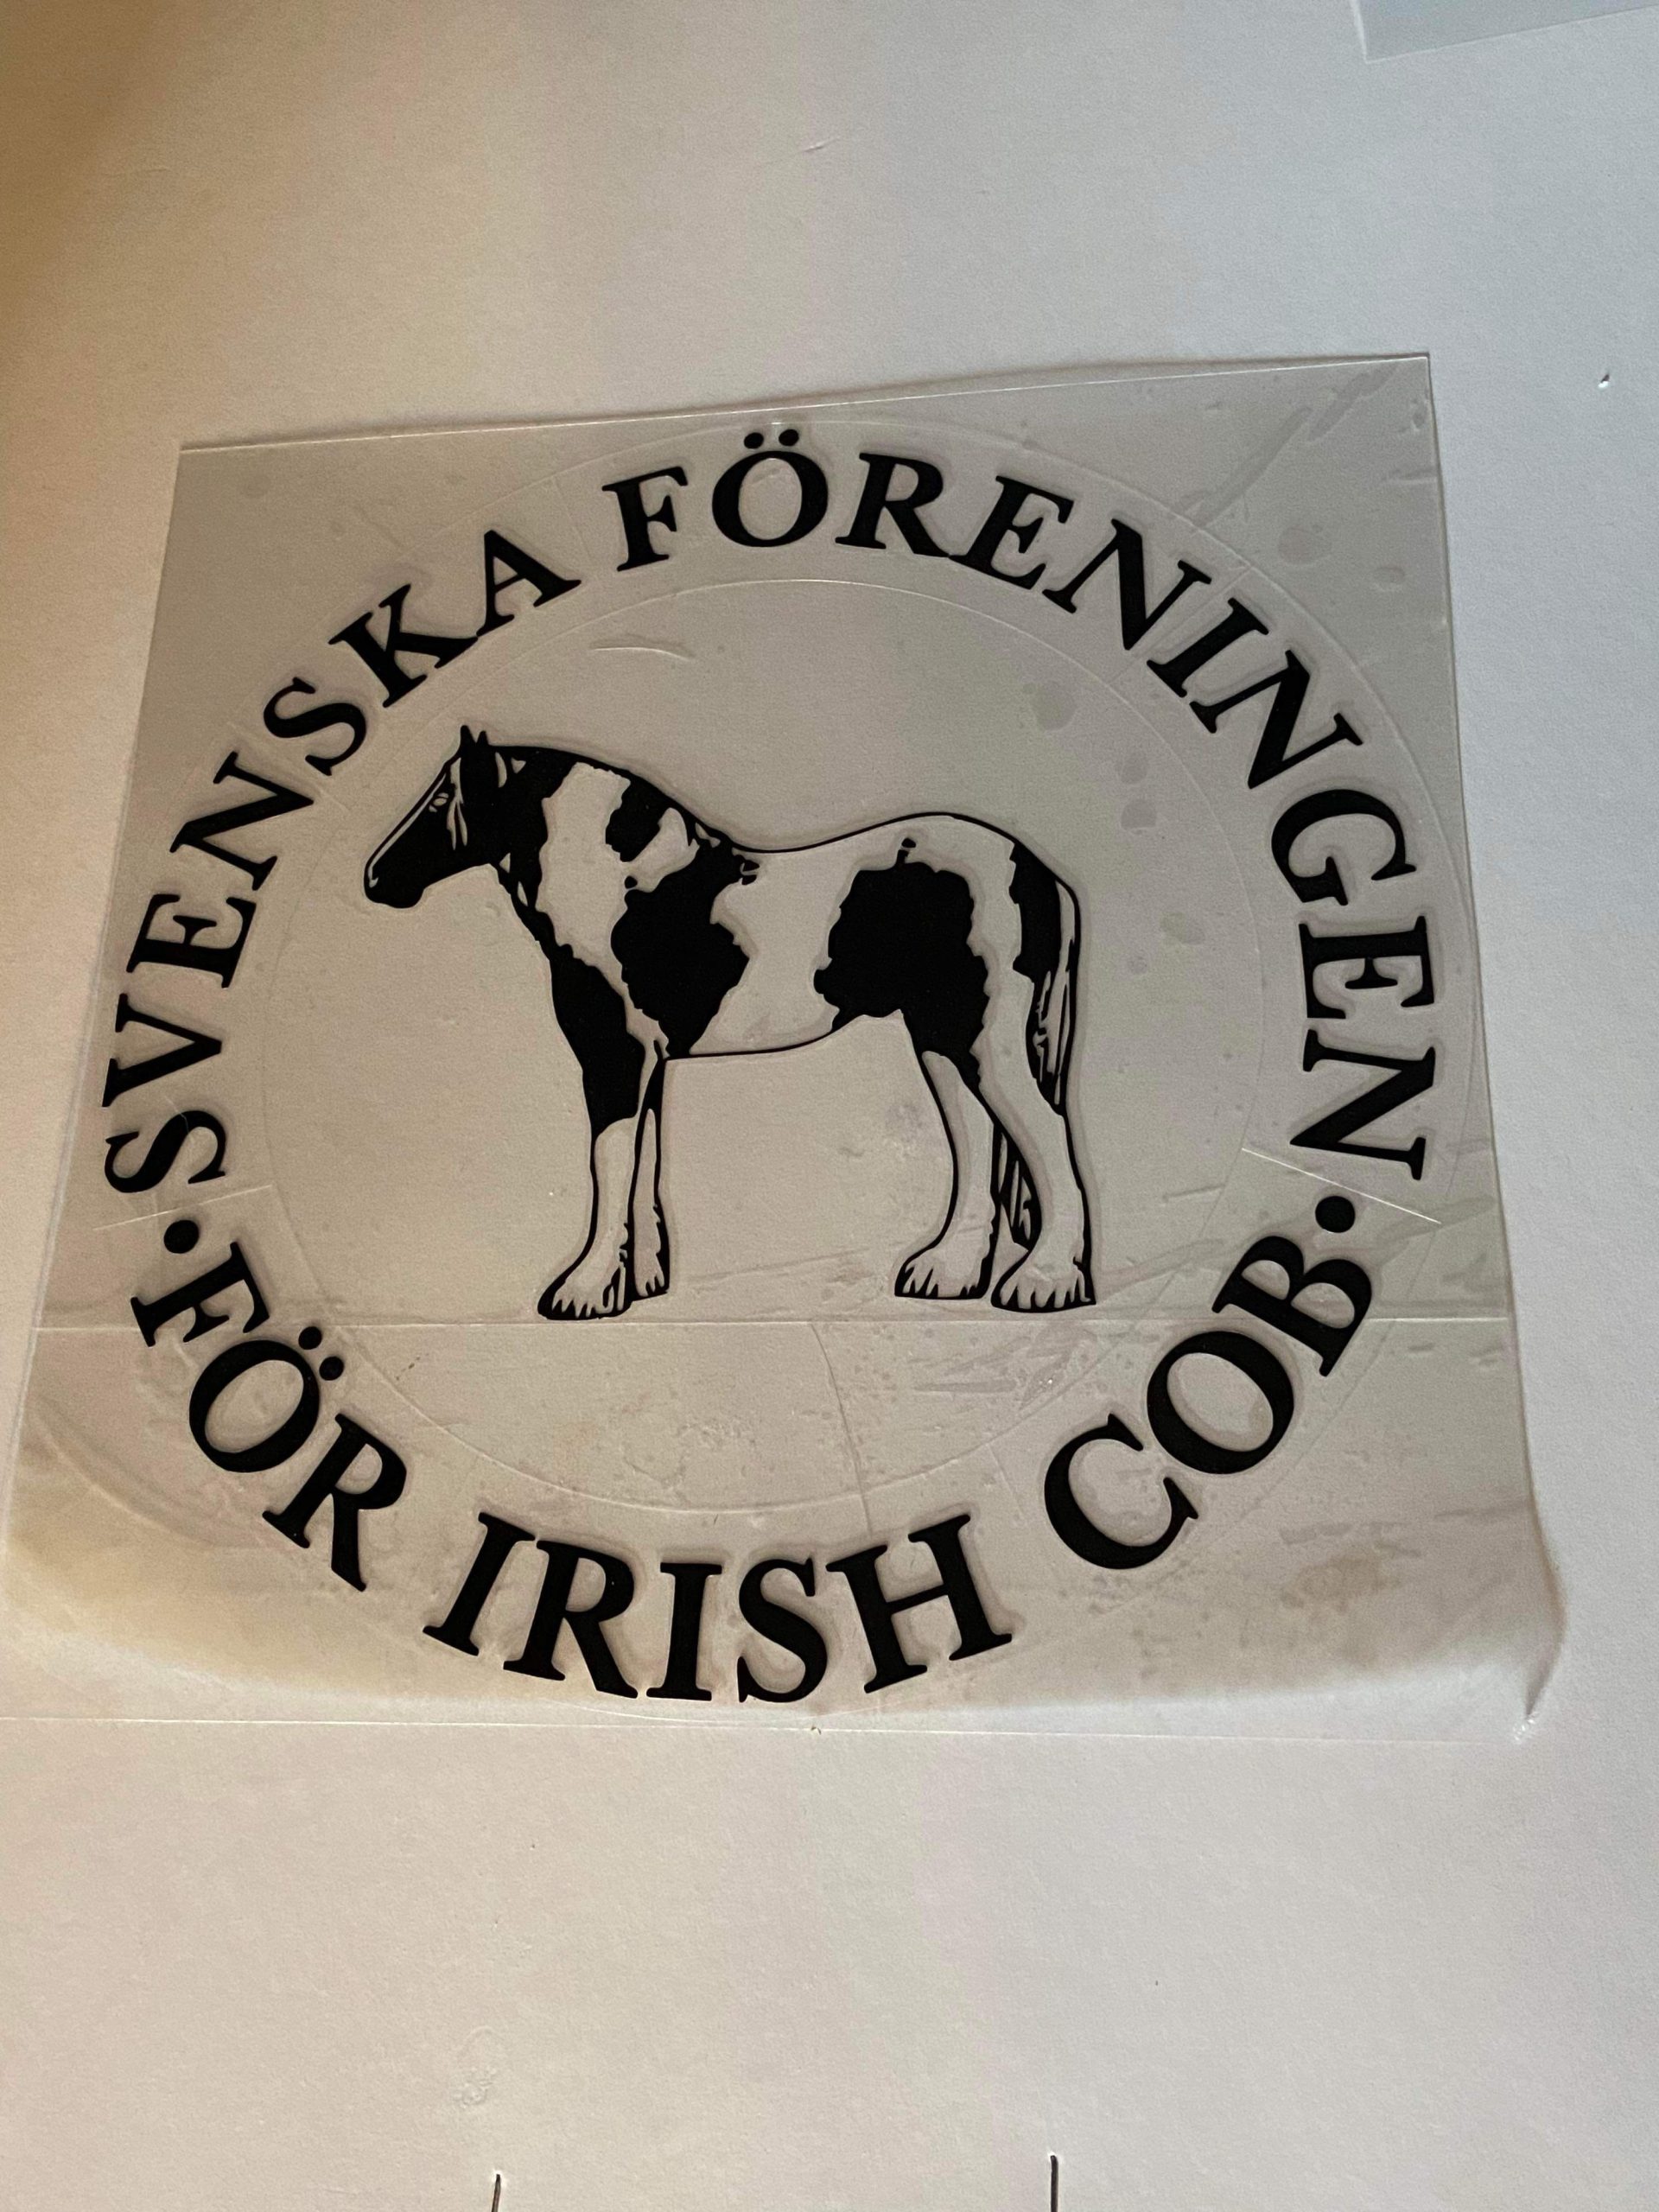 SVENSKA FÖRENINGEN
· FÖR IRISH COB ·